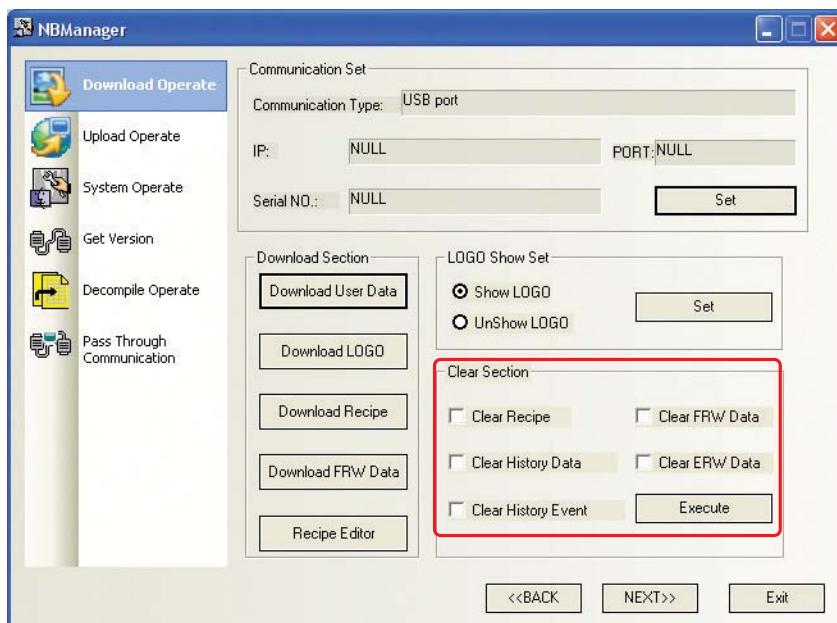 NBManager
Download Operate
Upload Operate
System Operate
Get Version
Decompile Operate
Pass Through
Communication
Communication Set
Communication Type: USB port
IP: NULL PORT: NULL
Serial NO.: NULL Set
Download Section
Download User Data
Download LOGO
Download Recipe
Download FRW Data
Recipe Editor
LOGO Show Set
Show LOGO
UnShow LOGO
Set
Clear Section
Clear Recipe Clear FRW Data
Clear History Data Clear ERW Data
Clear History Event Execute
<<BACK NEXT>> Exit